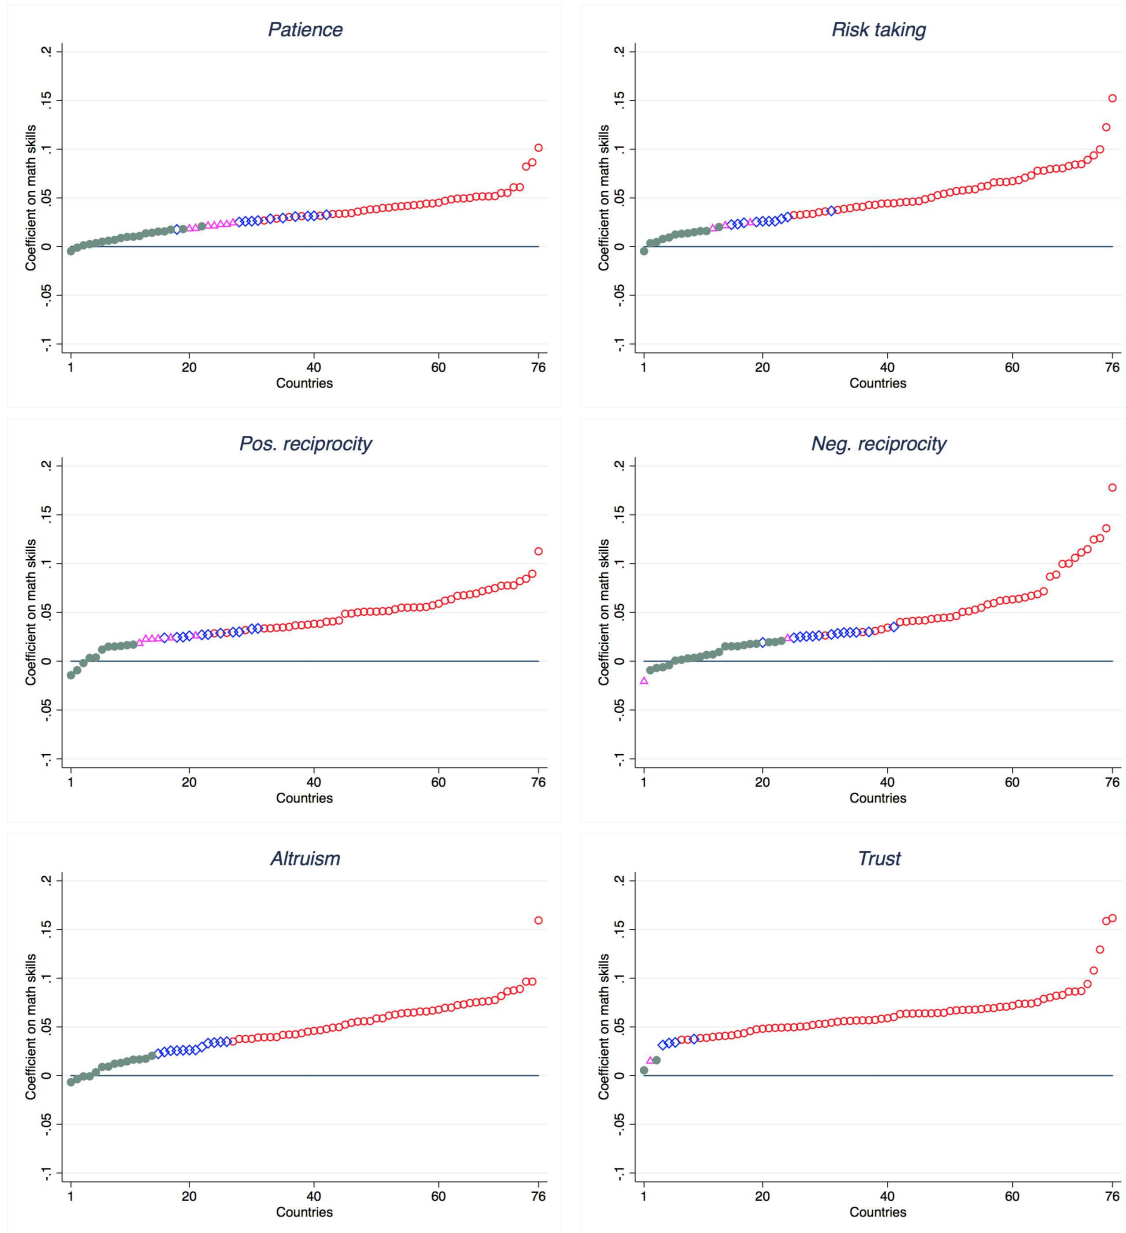 Patience
Coefficient on math skills
.2
.15
.1
.05
0
-.05
-.1
1 20 40 60 76
Countries
Risk taking
Coefficient on math skills
.2
.15
.1
.05
0
-.05
-.1
1 20 40 60 76
Countries
Pos. reciprocity
Coefficient on math skills
.2
.15
.1
.05
0
-.05
-.1
1 20 40 60 76
Countries
Neg. reciprocity
Coefficient on math skills
.2
.15
.1
.05
0
-.05
-.1
1 20 40 60 76
Countries
Altruism
Coefficient on math skills
.2
.15
.1
.05
0
-.05
-.1
1 20 40 60 76
Countries
Trust
Coefficient on math skills
.2
.15
.1
.05
0
-.05
-.1
1 20 40 60 76
Countries